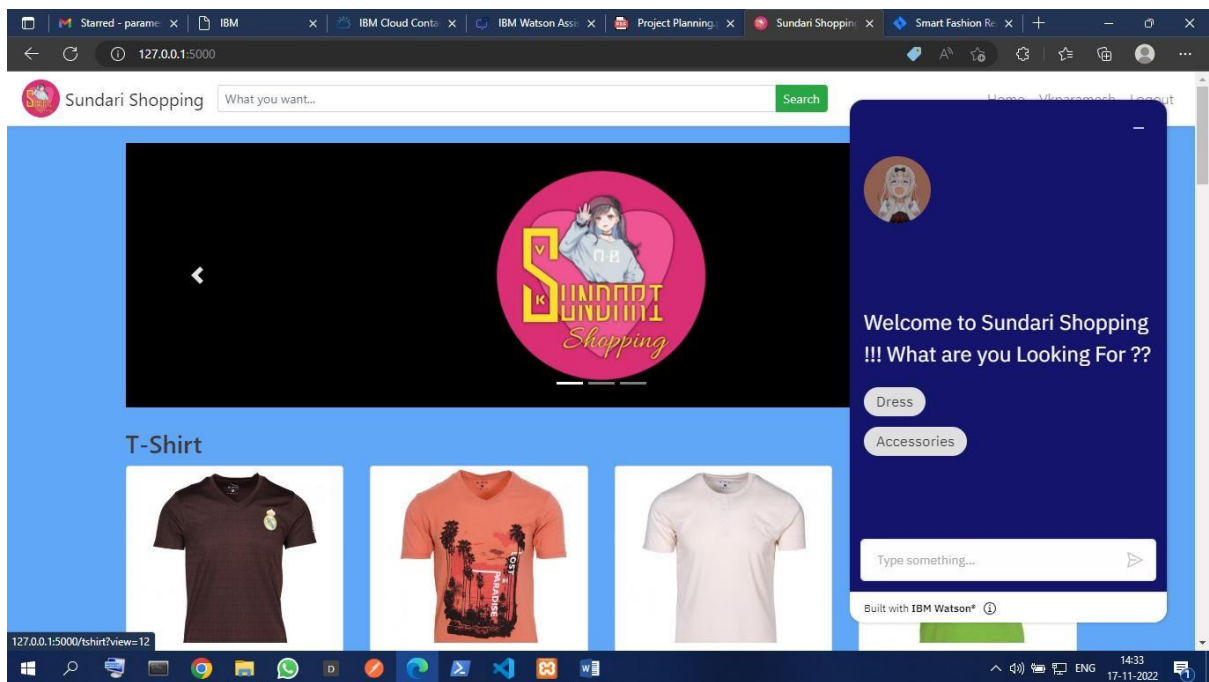 Starred - parame
IBM
IBM Cloud Conta
IBM Watson Assis
Project Planning.
Sundari Shopping
Smart Fashion Re
127.0.0.1:5000
Sundari Shopping
What you want...
Search
Home Vkparamesh Logout
V
SUNDARI
K
Shopping
Welcome to Sundari Shopping
!!! What are you Looking For ??
Dress
Accessories
T-Shirt
LOST
PARADISE
Type something...
Built with IBM Watson®
127.0.0.1:5000/tshirt?view=12
ENG
14:33
17-11-2022